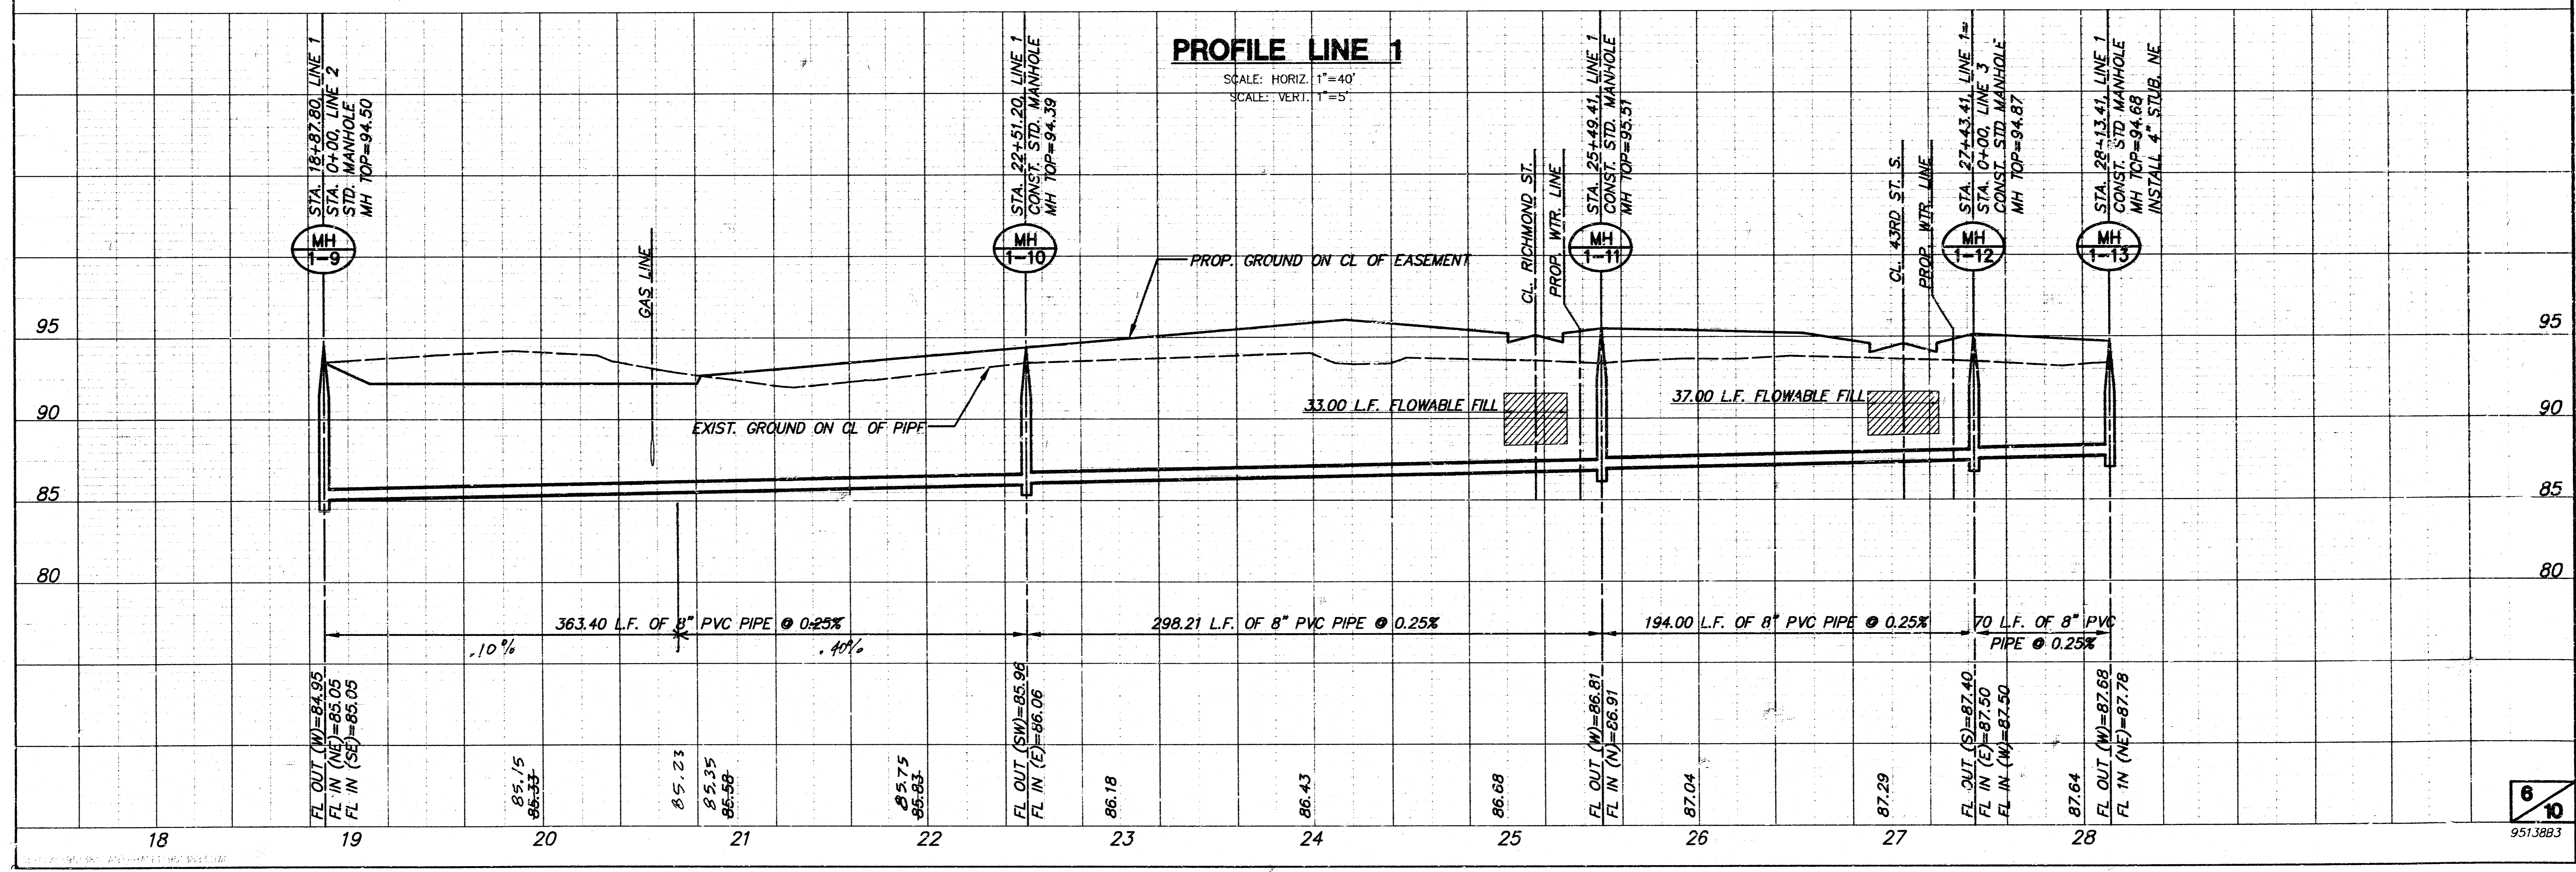 PROFILE LINE 1
SCALE: HORIZ. 1"=40'
SCALE: VERT. 1"=5'
STA. 18+87.80, LINE 1
STA. 0+00, LINE 2
STD. MANHOLE
MH TOP=94.50
MH
1-9
GAS LINE
STA. 22+51.20, LINE 1
CONST. STD. MANHOLE
MH TOP=94.39
MH
1-10
PROP. GROUND ON CL OF EASEMENT
CL. RICHMOND ST.
PROP. WTR. LINE
STA. 25+49.41, LINE 1
CONST. STD. MANHOLE
MH TOP=95.51
MH
1-11
CL. 43RD ST. S.
PROP. WTR. LINE
STA. 27+43.41, LINE 1=
STA. 0+00, LINE 3
CONST. STD MANHOLE
MH TOP=94.87
MH
1-12
STA. 28+13.41, LINE 1
CONST. STD MANHOLE
MH TOP=94.68
INSTALL 4" STUB, NE
MH
1-13
95
95
90
90
85
85
80
80
EXIST. GROUND ON CL OF PIPE
33.00 L.F. FLOWABLE FILL
37.00 L.F. FLOWABLE FILL
363.40 L.F. OF 8" PVC PIPE @ 0.25%
.10%
.40%
298.21 L.F. OF 8" PVC PIPE @ 0.25%
194.00 L.F. OF 8" PVC PIPE @ 0.25%
70 L.F. OF 8" PVC
PIPE @ 0.25%
FL OUT (W)=84.95
FL IN (NE)=85.05
FL IN (SE)=85.05
85.15
85.33
85.23
85.35
85.58
85.75
85.83
FL OUT (SW)=85.96
FL IN (E)=86.06
86.18
86.43
86.68
FL OUT (W)=86.81
FL IN (N)=86.91
87.04
87.29
FL OUT (S)=87.40
FL IN (E)=87.50
FL IN (W)=87.50
87.64
FL OUT (W)=87.68
FL IN (NE)=87.78
18 19 20 21 22 23 24 25 26 27 28
6
10
95138B3